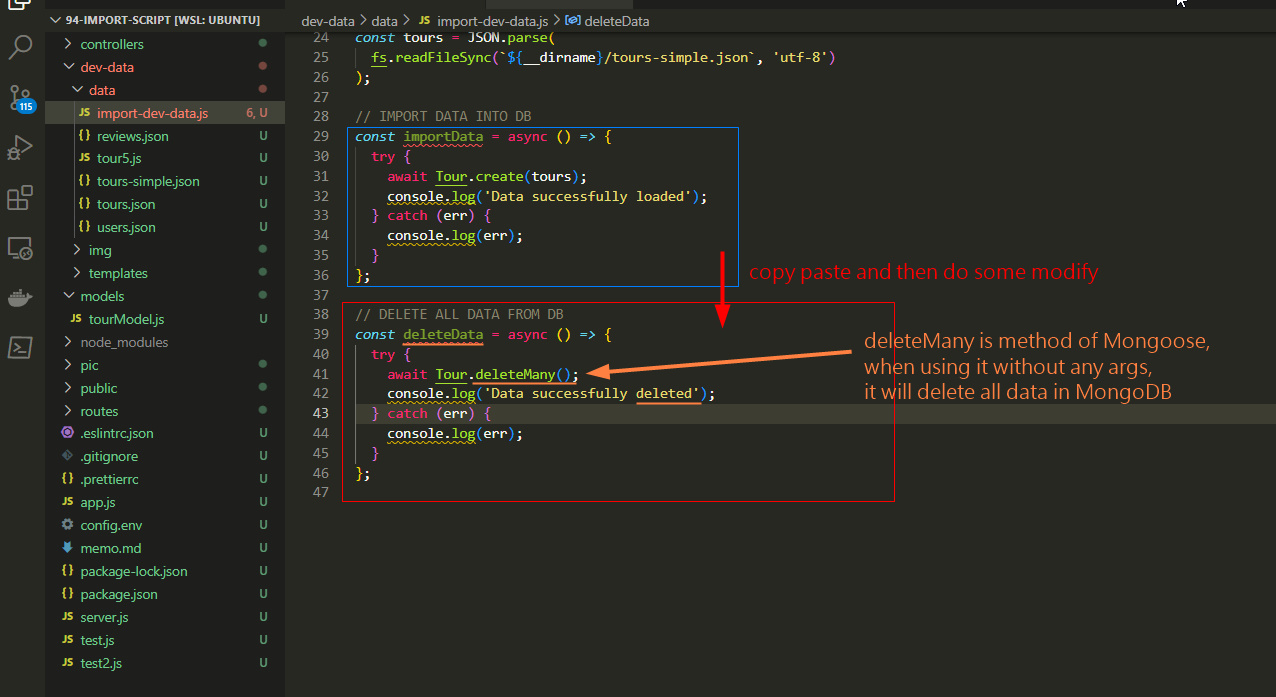 94-IMPORT-SCRIPT [WSL: UBUNTU]
controllers
dev-data
data
JS import-dev-data.js 6, U
{} reviews.json U
JS tour5.js U
{} tours-simple.json U
{} tours.json U
{} users.json U
img
templates
models
JS tourModel.js U
node_modules
pic
public
routes
.eslintrc.json U
.gitignore U
{} .prettierrc U
JS app.js U
config.env U
memo.md U
{} package-lock.json U
{} package.json U
JS server.js U
JS test.js U
JS test2.js U
115
dev-data > data > JS import-dev-data.js > deleteData
24 const tours = JSON.parse(
25 fs.readFileSync(`${__dirname}/tours-simple.json`, 'utf-8')
26 );
27
28 // IMPORT DATA INTO DB
29 const importData = async () => {
30 try {
31 await Tour.create(tours);
32 console.log('Data successfully loaded');
33 } catch (err) {
34 console.log(err);
35 }
36 };
37
38 // DELETE ALL DATA FROM DB
39 const deleteData = async () => {
40 try {
41 await Tour.deleteMany();
42 console.log('Data successfully deleted');
43 } catch (err) {
44 console.log(err);
45 }
46 };
47
copy paste and then do some modify
deleteMany is method of Mongoose,
when using it without any args,
it will delete all data in MongoDB